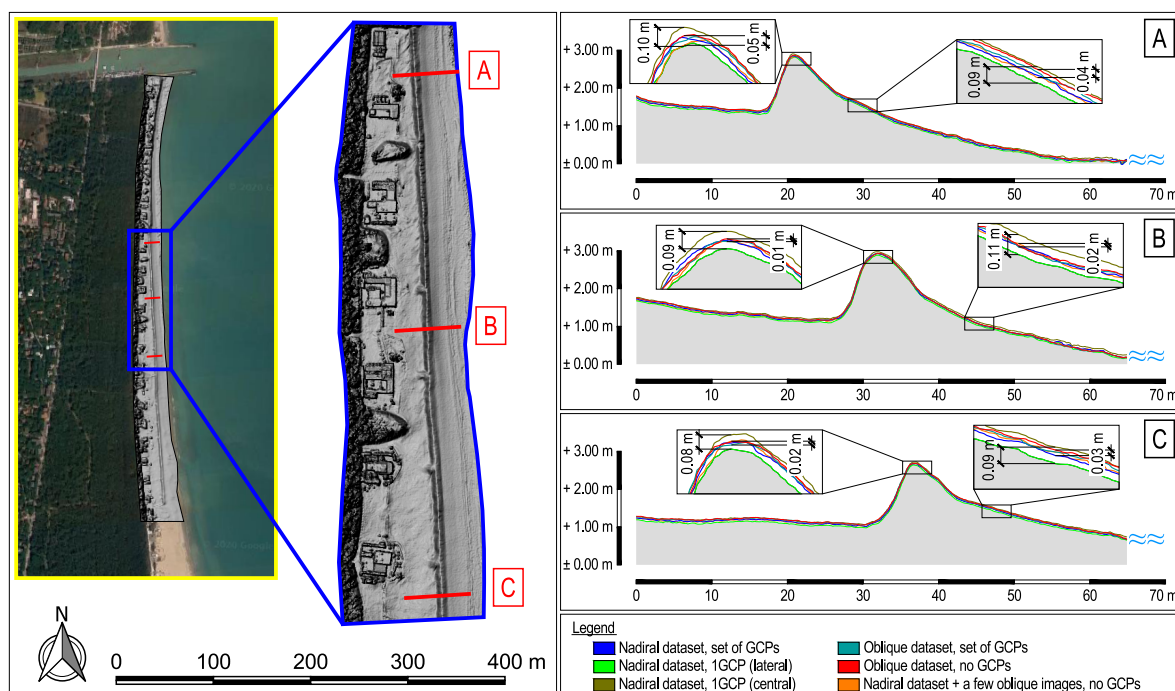 A
B
C
N
0 100 200 300 400 m
A
0.10 m
0.05 m
0.09 m
0.04 m
+ 3.00 m
+ 2.00 m
+ 1.00 m
± 0.00 m
0 10 20 30 40 50 60 70 m
B
0.09 m
0.01 m
0.11 m
0.02 m
+ 3.00 m
+ 2.00 m
+ 1.00 m
± 0.00 m
0 10 20 30 40 50 60 70 m
C
0.08 m
0.02 m
0.09 m
0.03 m
+ 3.00 m
+ 2.00 m
+ 1.00 m
± 0.00 m
0 10 20 30 40 50 60 70 m
Legend
Nadiral dataset, set of GCPs
Nadiral dataset, 1GCP (lateral)
Nadiral dataset, 1GCP (central)
Oblique dataset, set of GCPs
Oblique dataset, no GCPs
Nadiral dataset + a few oblique images, no GCPs